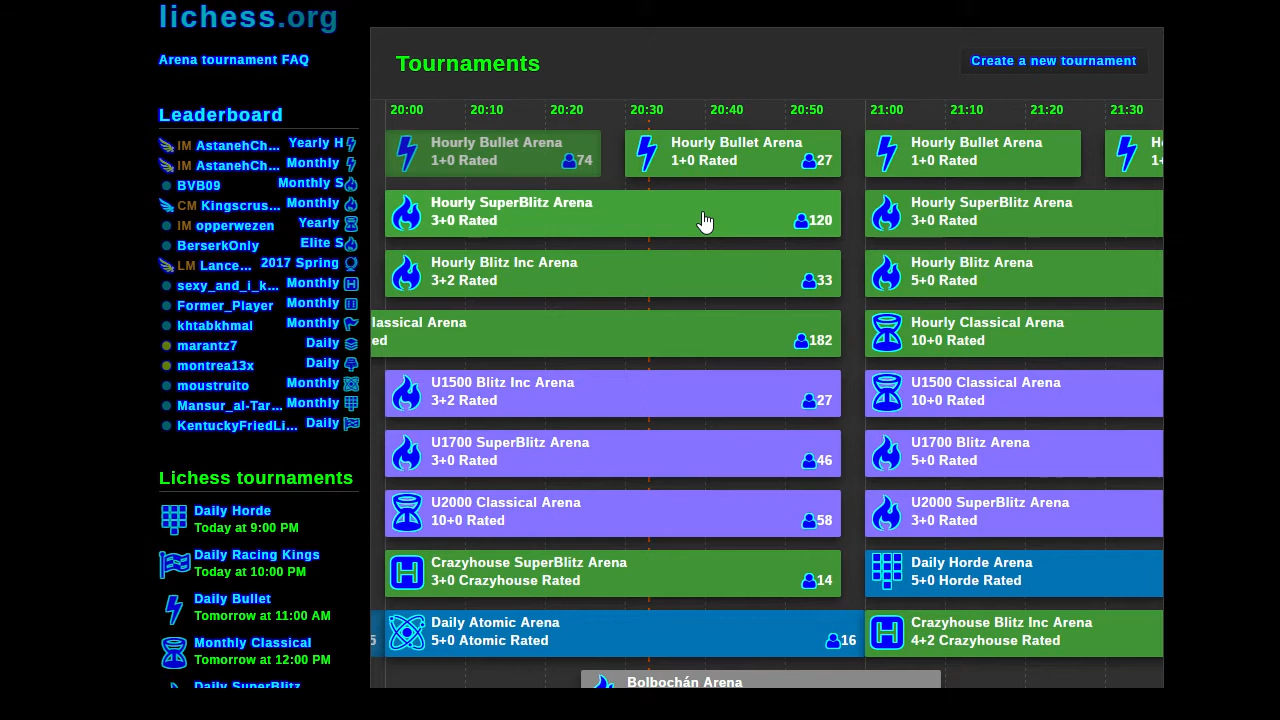 lichess.org
Arena tournament FAQ
Leaderboard
IM AstanehCh... Yearly H
IM AstanehCh... Monthly
BVB09 Monthly S
CM Kingscrus... Monthly
IM opperwezen Yearly
BerserkOnly Elite S
LM Lance... 2017 Spring
sexy_and_i_k... Monthly
Former_Player Monthly
khtabkhmal Monthly
marantz7 Daily
montrea13x Daily
moustruito Monthly
Mansur_al-Tar... Monthly
KentuckyFriedLi... Daily
Lichess tournaments
Daily Horde
Today at 9:00 PM
Daily Racing Kings
Today at 10:00 PM
Daily Bullet
Tomorrow at 11:00 AM
Monthly Classical
Tomorrow at 12:00 PM
Daily SuperBlitz
Tournaments
Create a new tournament
20:00 20:10 20:20 20:30 20:40 20:50 21:00 21:10 21:20 21:30
Hourly Bullet Arena
1+0 Rated 74
Hourly Bullet Arena
1+0 Rated 27
Hourly Bullet Arena
1+0 Rated
H
1+
Hourly SuperBlitz Arena
3+0 Rated 120
Hourly SuperBlitz Arena
3+0 Rated
Hourly Blitz Inc Arena
3+2 Rated 33
Hourly Blitz Arena
5+0 Rated
lassical Arena
ed 182
Hourly Classical Arena
10+0 Rated
U1500 Blitz Inc Arena
3+2 Rated 27
U1500 Classical Arena
10+0 Rated
U1700 SuperBlitz Arena
3+0 Rated 46
U1700 Blitz Arena
5+0 Rated
U2000 Classical Arena
10+0 Rated 58
U2000 SuperBlitz Arena
3+0 Rated
Crazyhouse SuperBlitz Arena
3+0 Crazyhouse Rated 14
Daily Horde Arena
5+0 Horde Rated
5
Daily Atomic Arena
5+0 Atomic Rated 16
Crazyhouse Blitz Inc Arena
4+2 Crazyhouse Rated
Bolbochán Arena